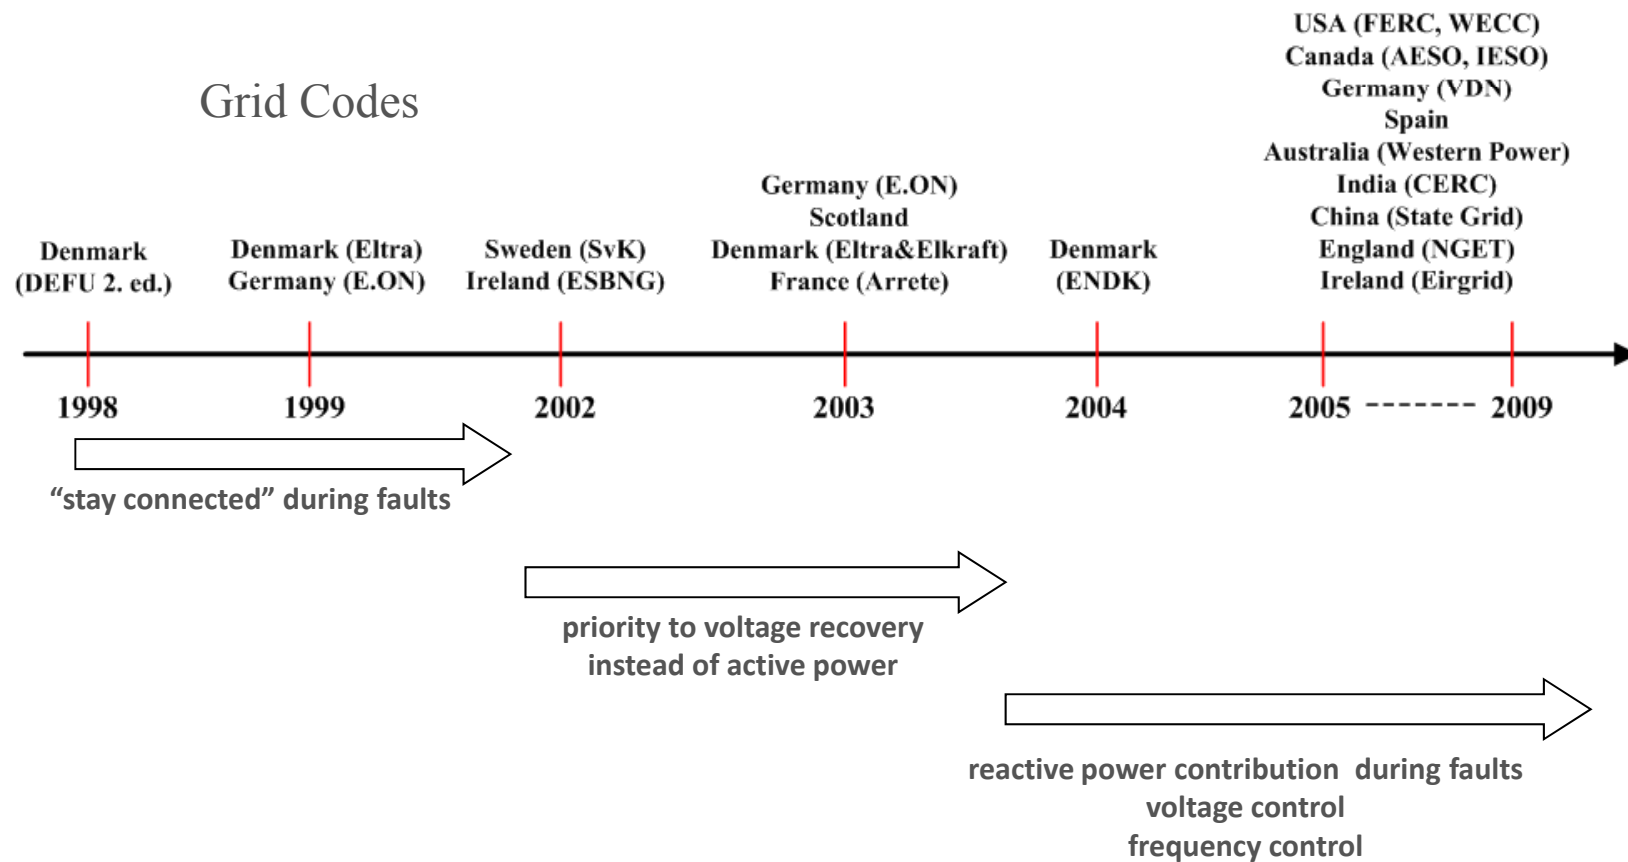 Grid Codes
Denmark
(DEFU 2. ed.)
Denmark (Eltra)
Germany (E.ON)
Sweden (SvK)
Ireland (ESBNG)
Germany (E.ON)
Scotland
Denmark (Eltra&Elkraft)
France (Arrete)
Denmark
(ENDK)
USA (FERC, WECC)
Canada (AESO, IESO)
Germany (VDN)
Spain
Australia (Western Power)
India (CERC)
China (State Grid)
England (NGET)
Ireland (Eirgrid)
1998
1999
2002
2003
2004
2005 ------- 2009
“stay connected” during faults
priority to voltage recovery
instead of active power
reactive power contribution  during faults
voltage control
frequency control